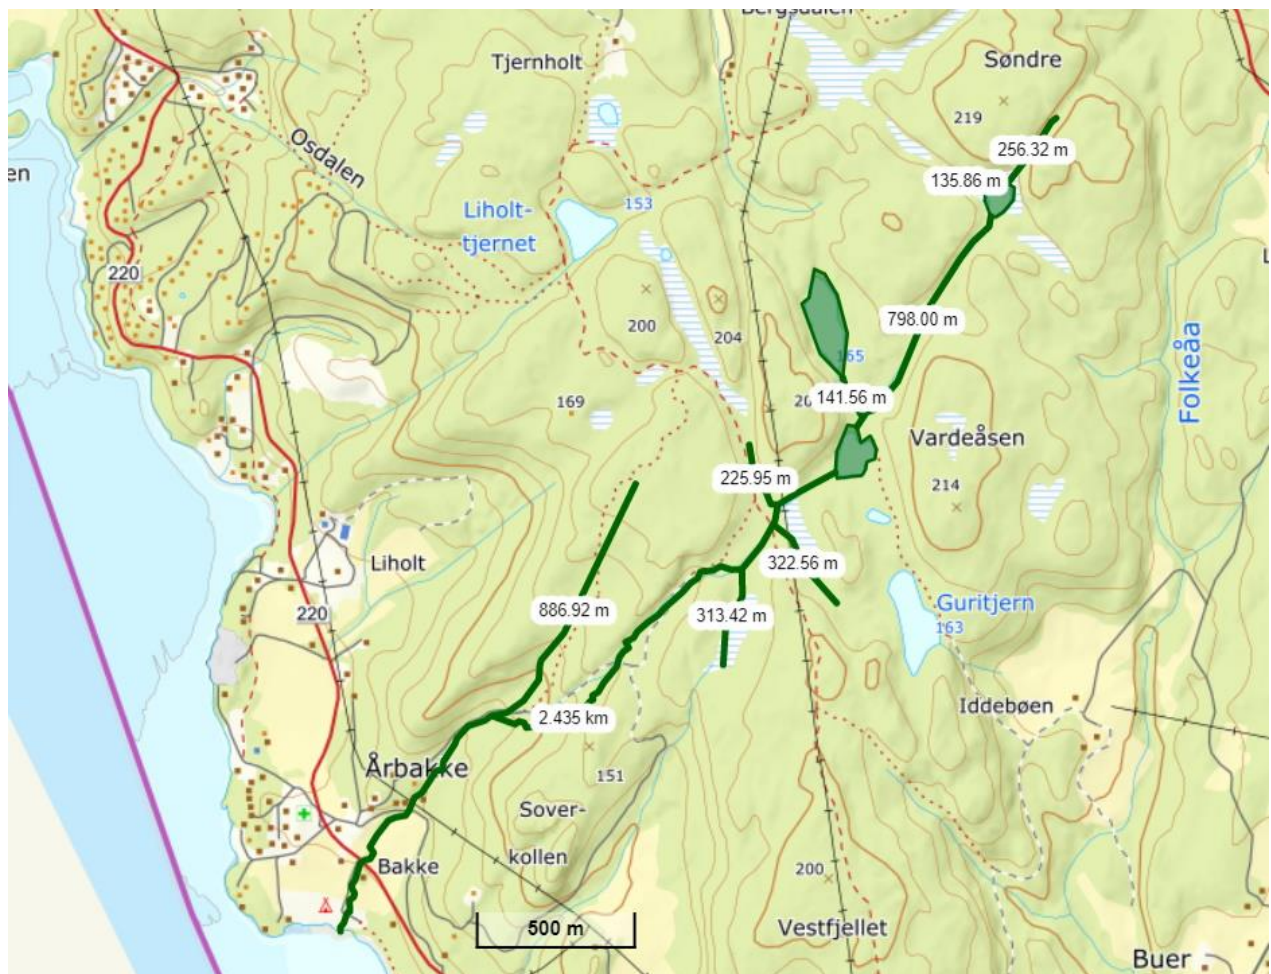 Bergsdalen
Søndre
Tjernholt
219
256.32 m
Osdalen
135.86 m
en
Liholt-
tjernet
153
220
798.00 m
200
204
165
Folkeåa
141.56 m
169
Vardeåsen
225.95 m
214
Liholt
322.56 m
Guritjern
163
220
886.92 m
313.42 m
Iddebøen
2.435 km
Årbakke
151
Sover-
kollen
Bakke
200
500 m
Vestfjellet
Buer